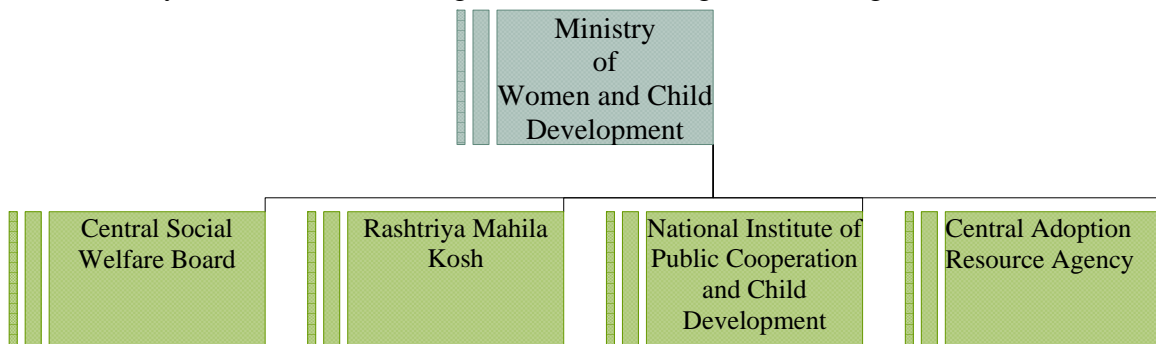 Ministry
of
Women and Child
Development
Central Social
Welfare Board
Rashtriya Mahila
Kosh
National Institute of
Public Cooperation
and Child
Development
Central Adoption
Resource Agency